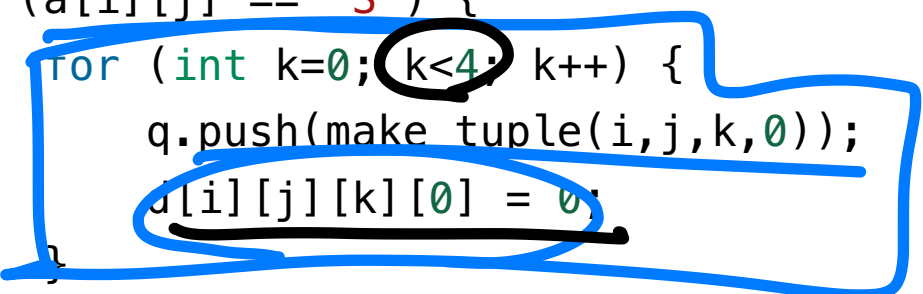 (a[i][j] == 'S') {
for (int k=0; k<4; k++) {
q.push(make_tuple(i,j,k,0));
d[i][j][k][0] = 0;
}